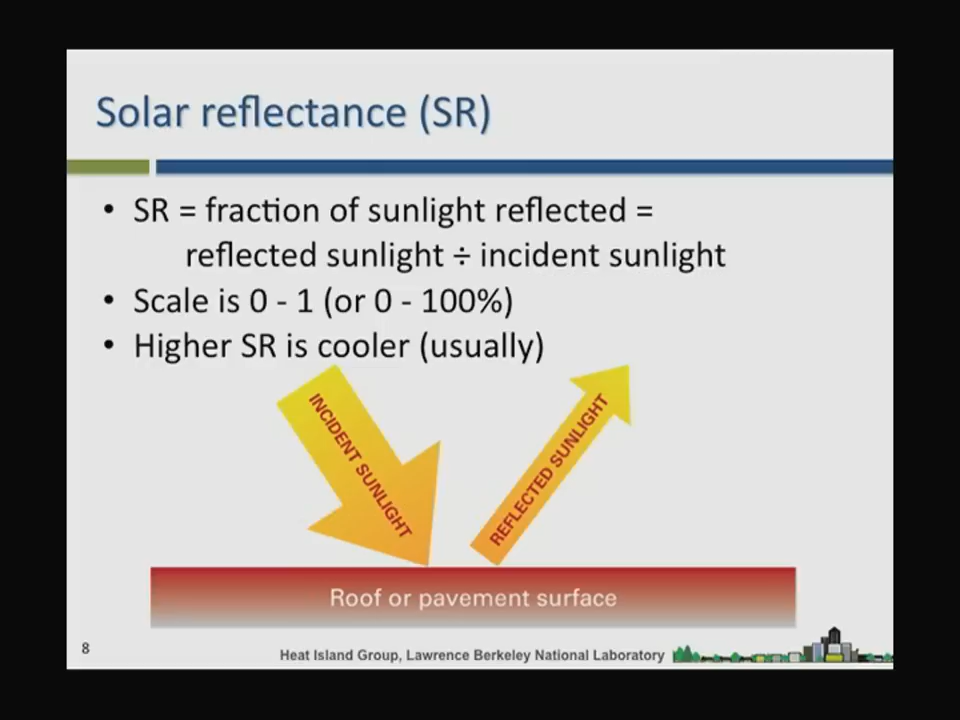 Solar reflectance (SR)
• SR = fraction of sunlight reflected =
reflected sunlight ÷ incident sunlight
• Scale is 0 - 1 (or 0 - 100%)
• Higher SR is cooler (usually)
INCIDENT SUNLIGHT
REFLECTED SUNLIGHT
Roof or pavement surface
8
Heat Island Group, Lawrence Berkeley National Laboratory